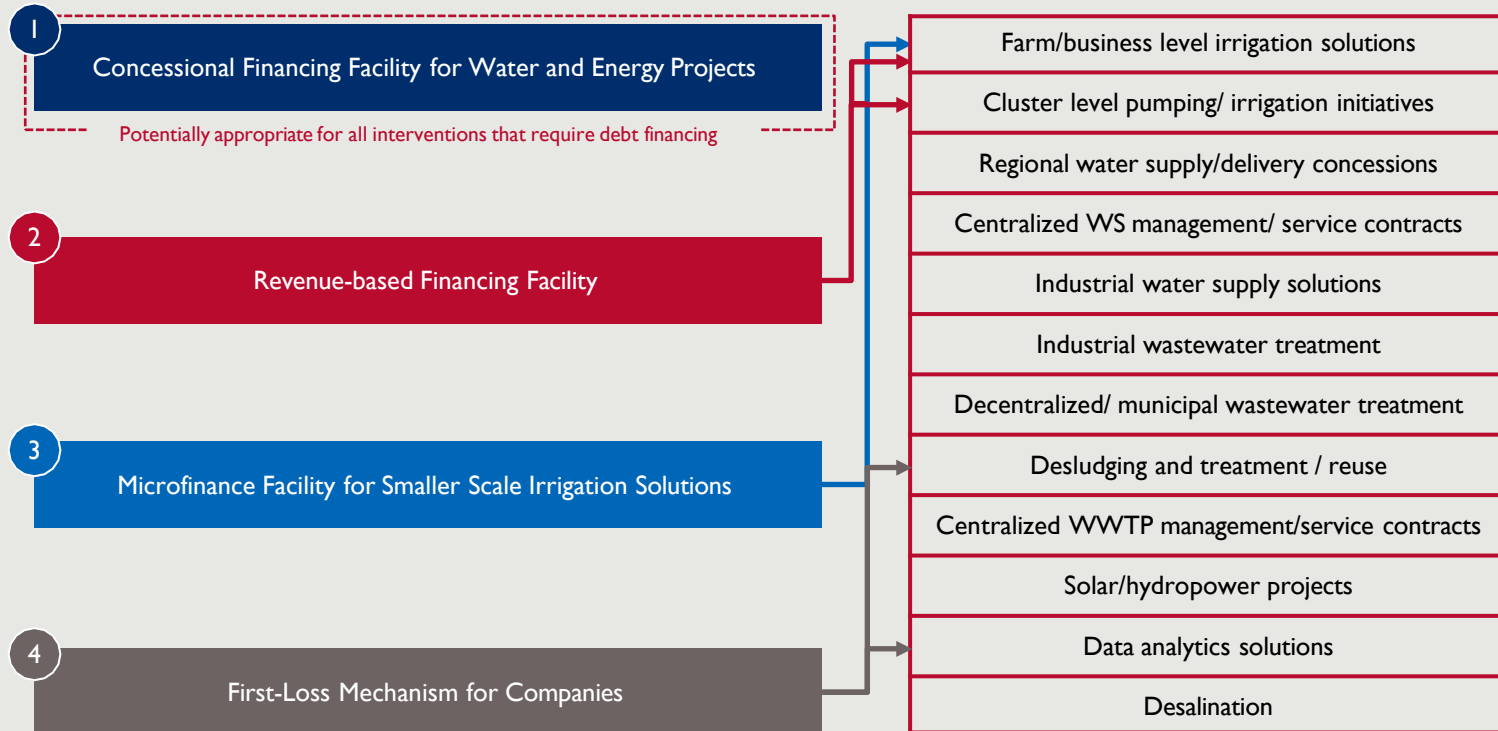 1
Concessional Financing Facility for Water and Energy Projects
Potentially appropriate for all interventions that require debt financing
2
Revenue-based Financing Facility
3
Microfinance Facility for Smaller Scale Irrigation Solutions
4
First-Loss Mechanism for Companies
Farm/business level irrigation solutions
Cluster level pumping/ irrigation initiatives
Regional water supply/delivery concessions
Centralized WS management/ service contracts
Industrial water supply solutions
Industrial wastewater treatment
Decentralized/ municipal wastewater treatment
Desludging and treatment / reuse
Centralized WWTP management/service contracts
Solar/hydropower projects
Data analytics solutions
Desalination